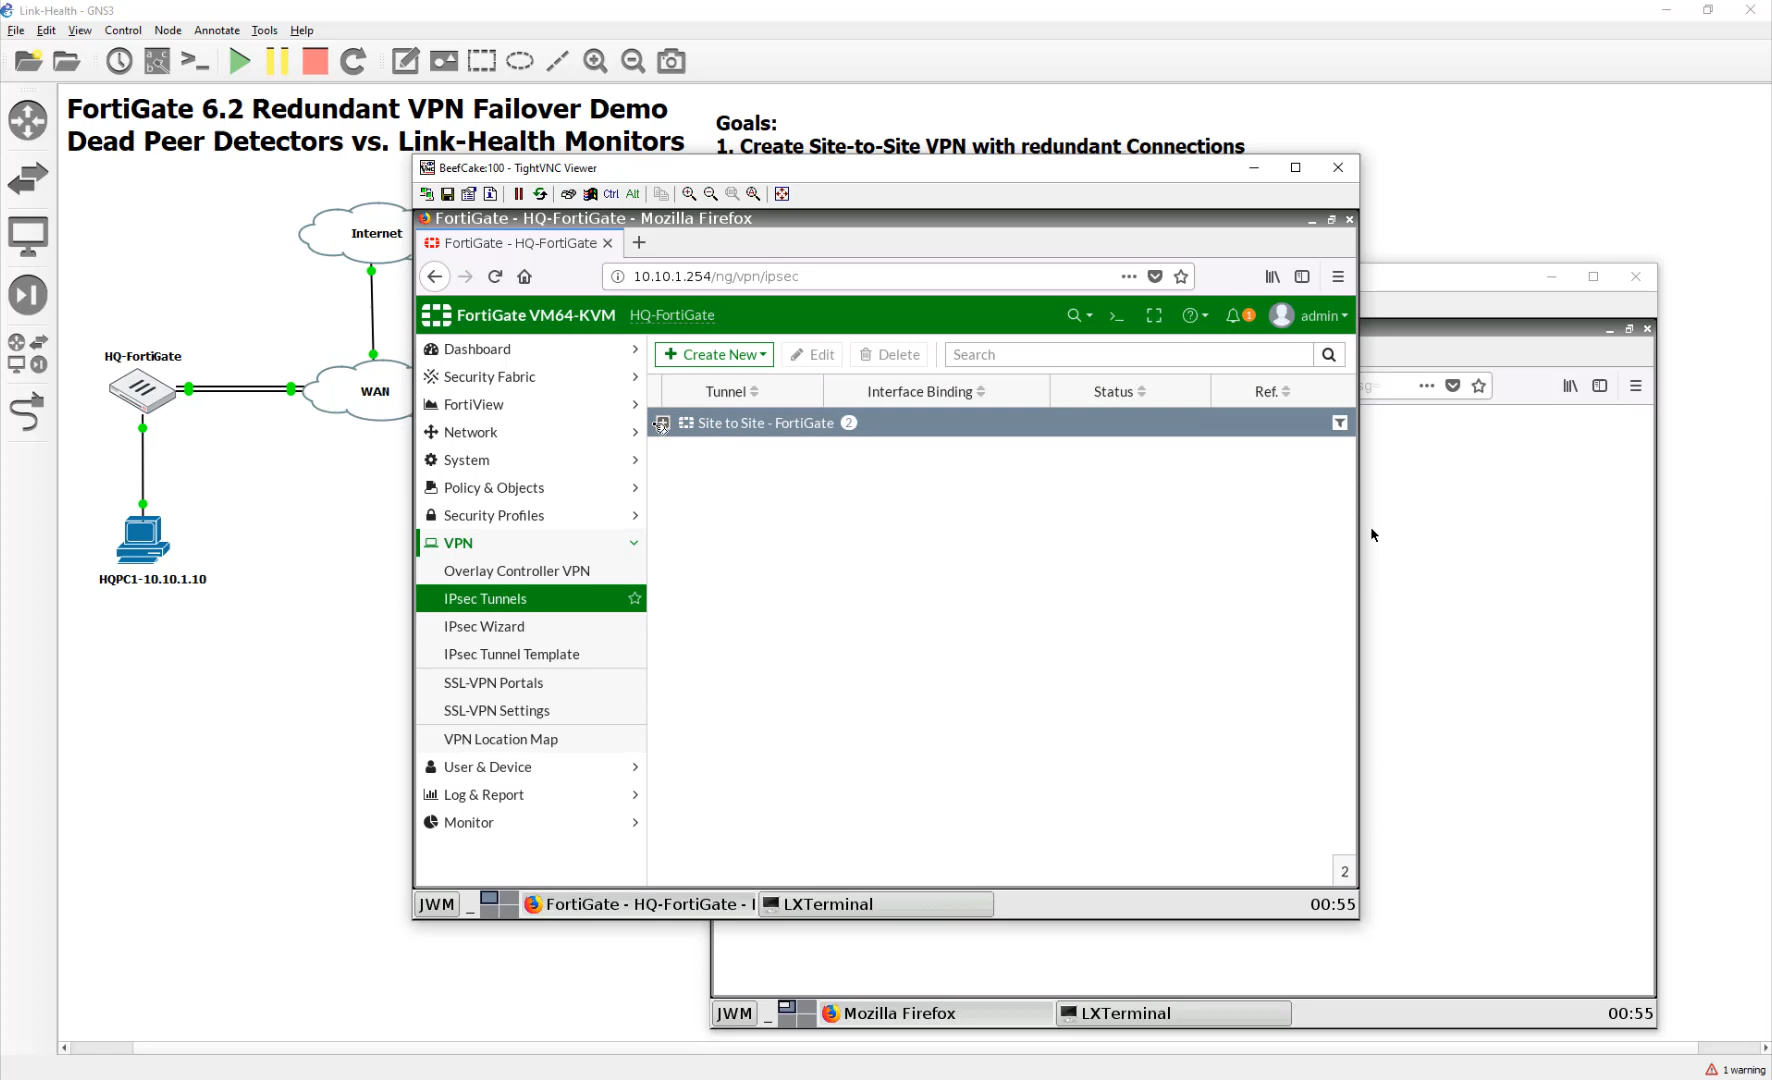 Link-Health - GNS3
File Edit View Control Node Annotate Tools Help
FortiGate 6.2 Redundant VPN Failover Demo
Dead Peer Detectors vs. Link-Health Monitors
Goals:
1. Create Site-to-Site VPN with redundant Connections
Internet
HQ-FortiGate
WAN
HQPC1-10.10.1.10
BeefCake:100 - TightVNC Viewer
Ctrl Alt
FortiGate - HQ-FortiGate - Mozilla Firefox
FortiGate - HQ-FortiGate
10.10.1.254/ng/vpn/ipsec
FortiGate VM64-KVM HQ-FortiGate
1
admin
Dashboard
Security Fabric
FortiView
Network
System
Policy & Objects
Security Profiles
VPN
Overlay Controller VPN
IPsec Tunnels
IPsec Wizard
IPsec Tunnel Template
SSL-VPN Portals
SSL-VPN Settings
VPN Location Map
User & Device
Log & Report
Monitor
Create New Edit Delete Search
Tunnel Interface Binding Status Ref.
Site to Site - FortiGate 2
2
JWM _ FortiGate - HQ-FortiGate - LXTerminal 00:55
JWM _ Mozilla Firefox LXTerminal 00:55
1 warning